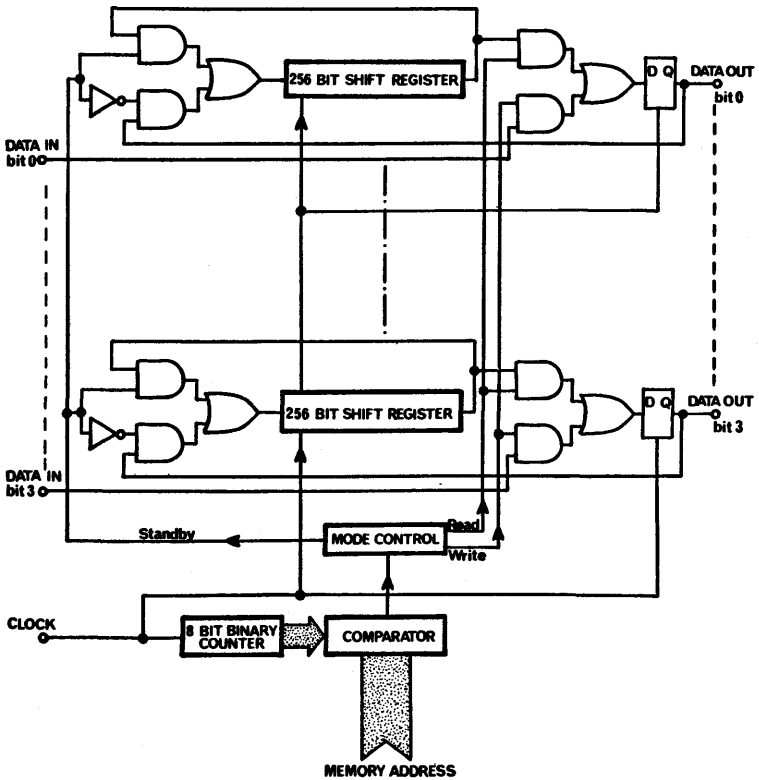 256 BIT SHIFT REGISTER
D Q
DATA OUT
bit 0
DATA IN
bit 0
256 BIT SHIFT REGISTER
D Q
DATA OUT
bit 3
DATA IN
bit 3
Standby
MODE CONTROL
Read
Write
CLOCK
8 BIT BINARY
COUNTER
COMPARATOR
MEMORY ADDRESS